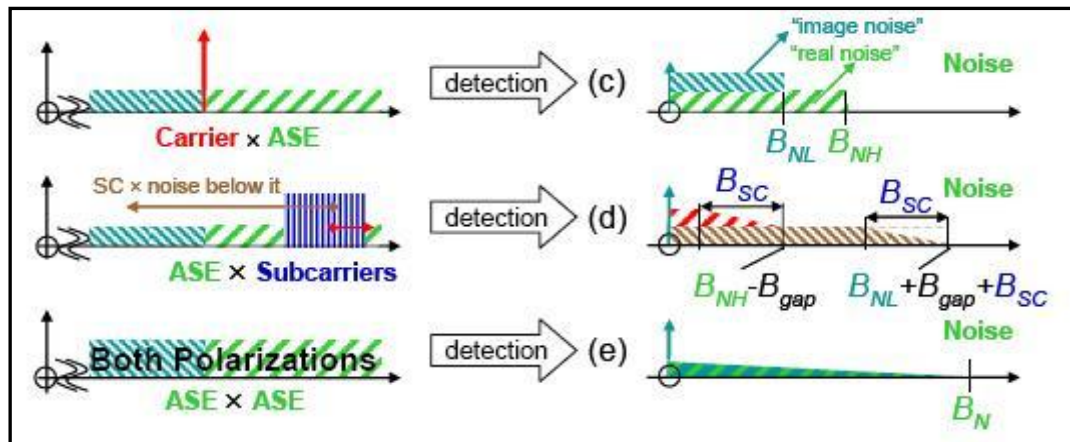 “image noise”
“real noise”
detection
(c)
Noise
Carrier × ASE
B_NL
B_NH
SC × noise below it
B_SC
B_SC
Noise
detection
(d)
ASE × Subcarriers
B_NH-B_gap
B_NL+B_gap+B_SC
Both Polarizations
detection
(e)
Noise
ASE × ASE
B_N